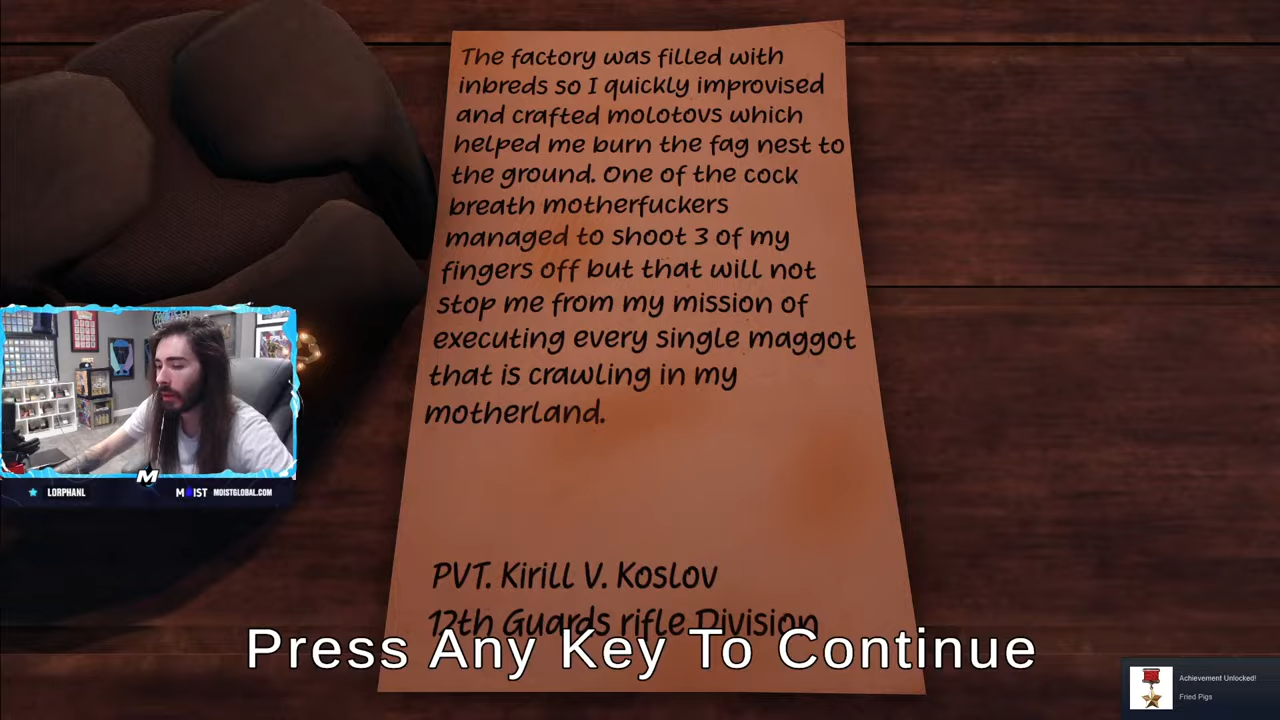 The factory was filled with
inbreds so I quickly improvised
and crafted molotovs which
helped me burn the fag nest to
the ground. One of the cock
breath motherfuckers
managed to shoot 3 of my
fingers off but that will not
stop me from my mission of
executing every single maggot
that is crawling in my
motherland.
PVT. Kirill V. Koslov
12th Guards rifle Division
Press Any Key To Continue
M
LORPHANL
MOIST
MOISTGLOBAL.COM
Achievement Unlocked!
Fried Pigs